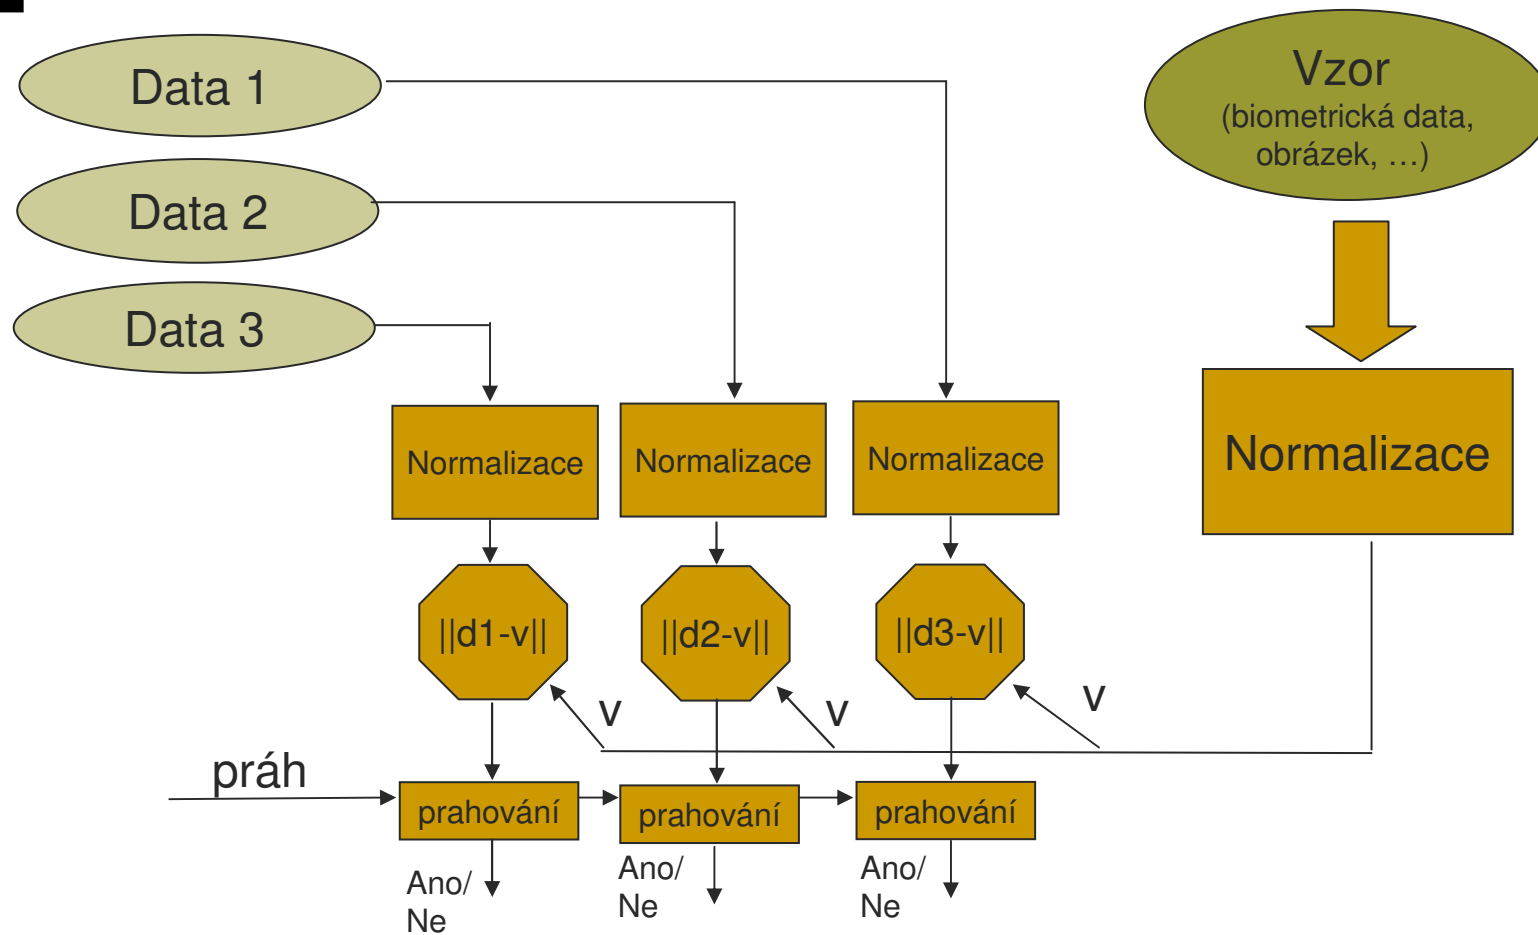 Data 1
Vzor
(biometrická data,
obrázek, …)
Data 2
Data 3
Normalizace
Normalizace
Normalizace
Normalizace
||d1-v||
||d2-v||
||d3-v||
v
v
v
práh
prahování
prahování
prahování
Ano/
Ne
Ano/
Ne
Ano/
Ne